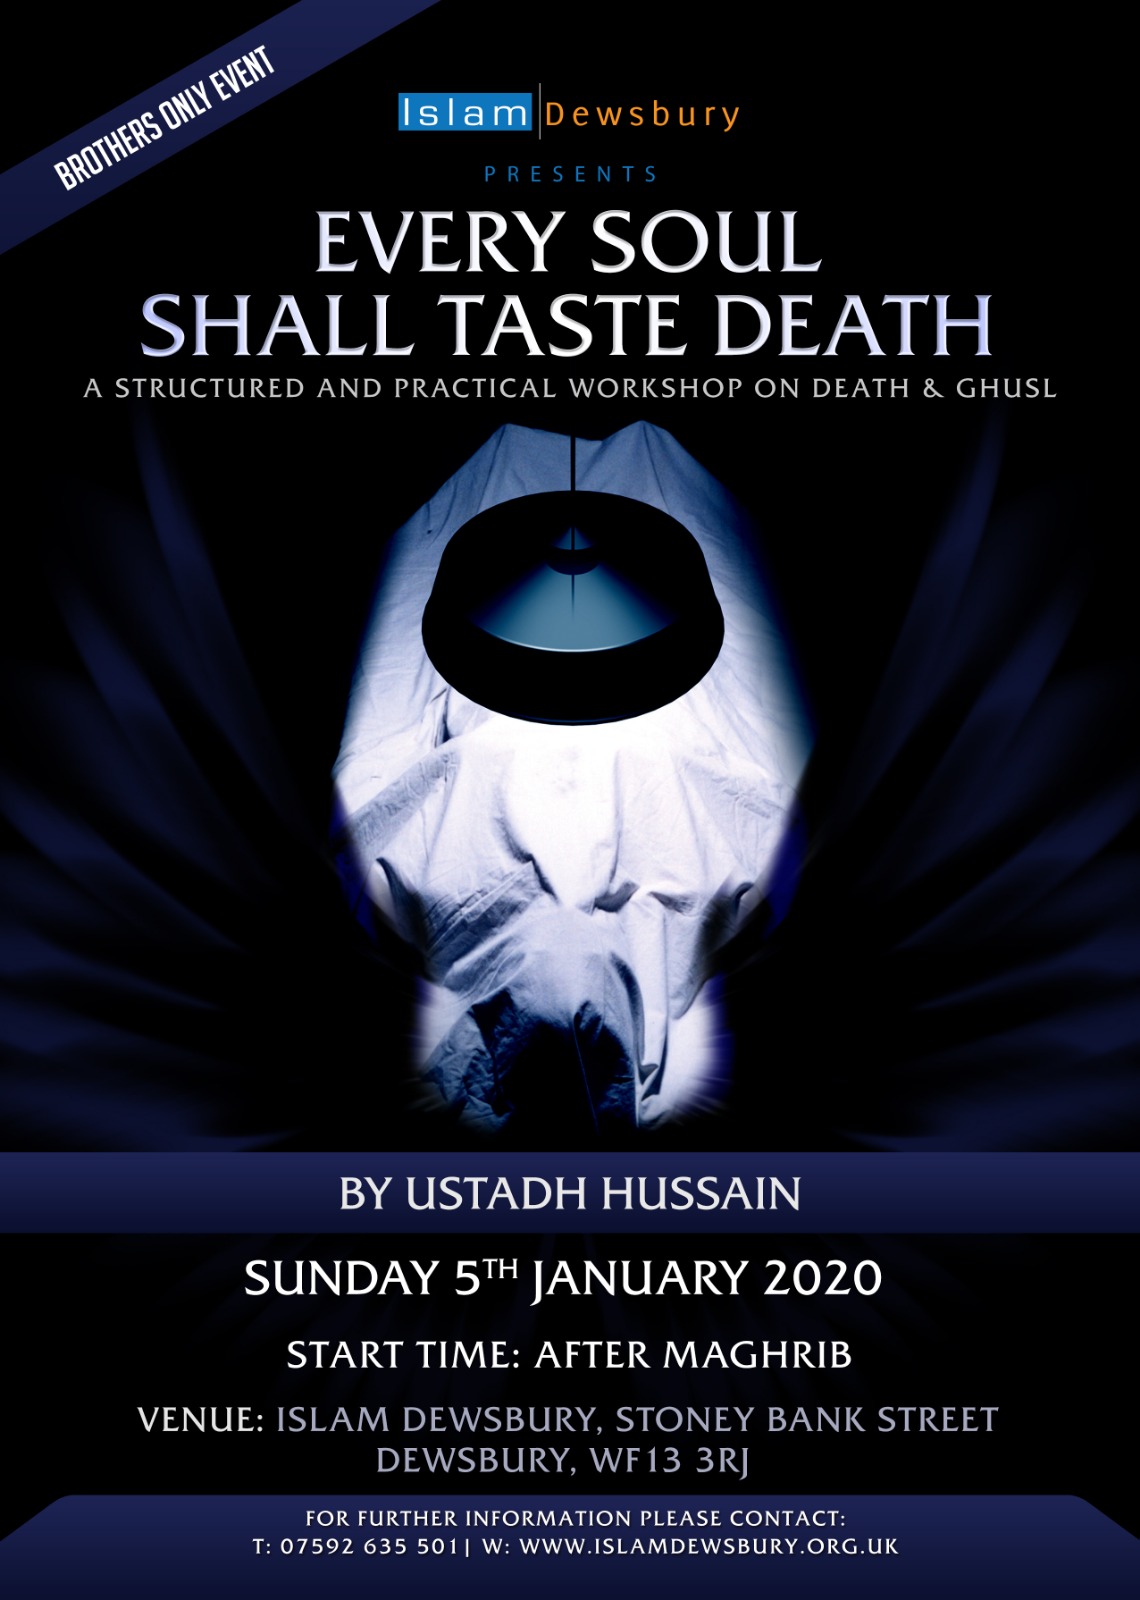 BROTHERS ONLY EVENT
Islam Dewsbury
PRESENTS
EVERY SOUL
SHALL TASTE DEATH
A STRUCTURED AND PRACTICAL WORKSHOP ON DEATH & GHUSL
BY USTADH HUSSAIN
SUNDAY 5TH JANUARY 2020
START TIME: AFTER MAGHRIB
VENUE: ISLAM DEWSBURY, STONEY BANK STREET
DEWSBURY, WF13 3RJ
FOR FURTHER INFORMATION PLEASE CONTACT:
T: 07592 635 501| W: WWW.ISLAMDEWSBURY.ORG.UK